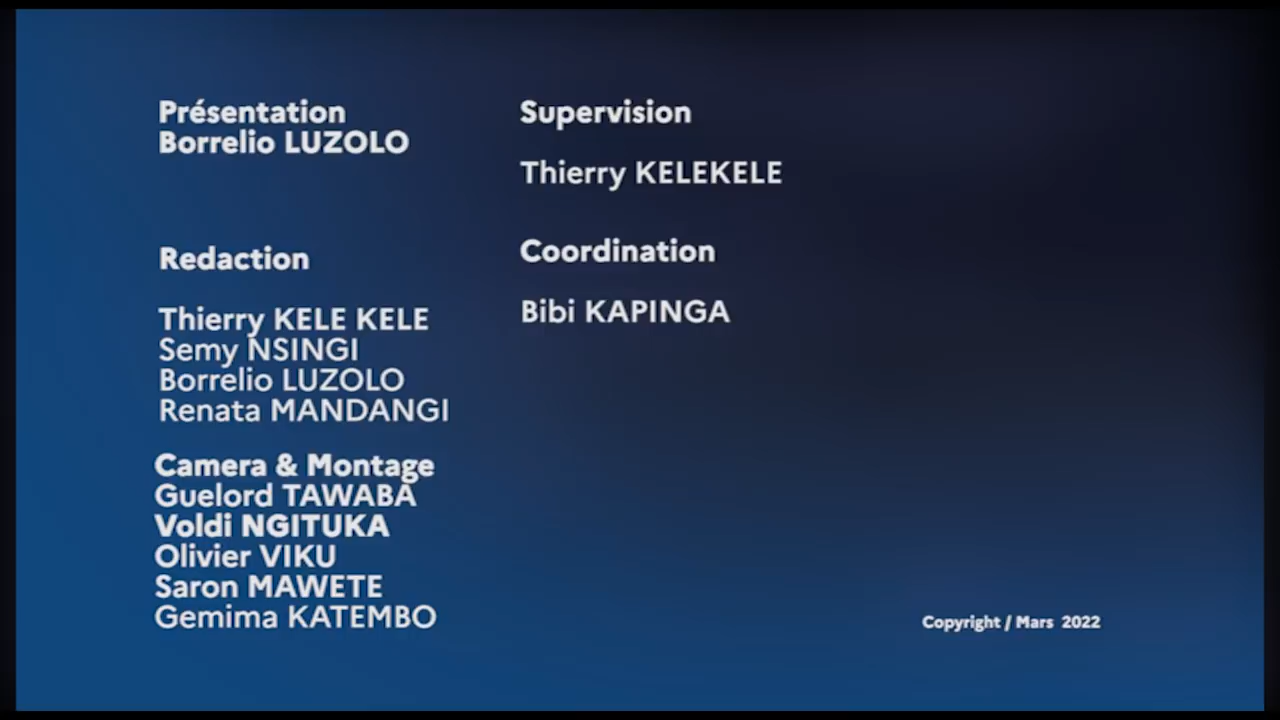 Présentation
Borrelio LUZOLO
Redaction
Thierry KELE KELE
Semy NSINGI
Borrelio LUZOLO
Renata MANDANGI
Camera & Montage
Guelord TAWABA
Voldi NGITUKA
Olivier VIKU
Saron MAWETE
Gemima KATEMBO
Supervision
Thierry KELEKELE
Coordination
Bibi KAPINGA
Copyright / Mars 2022